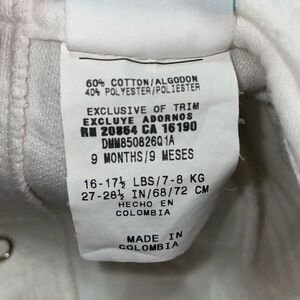 60% COTTON/ALGODON
40% POLYESTER/POLIESTER
EXCLUSIVE OF TRIM
EXCLUYE ADORNOS
RN 20864 CA 16190
DMM850826Q1A
9 MONTHS/9 MESES
16-17½ LBS/7-8 KG
27-28½ IN/68/72 CM
HECHO EN
COLOMBIA
MADE IN
COLOMBIA